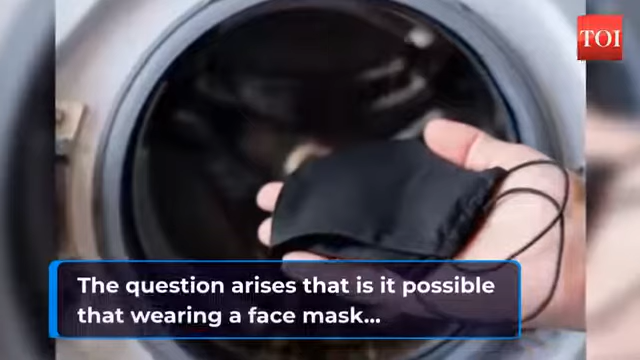 TOI
The question arises that is it possible
that wearing a face mask...